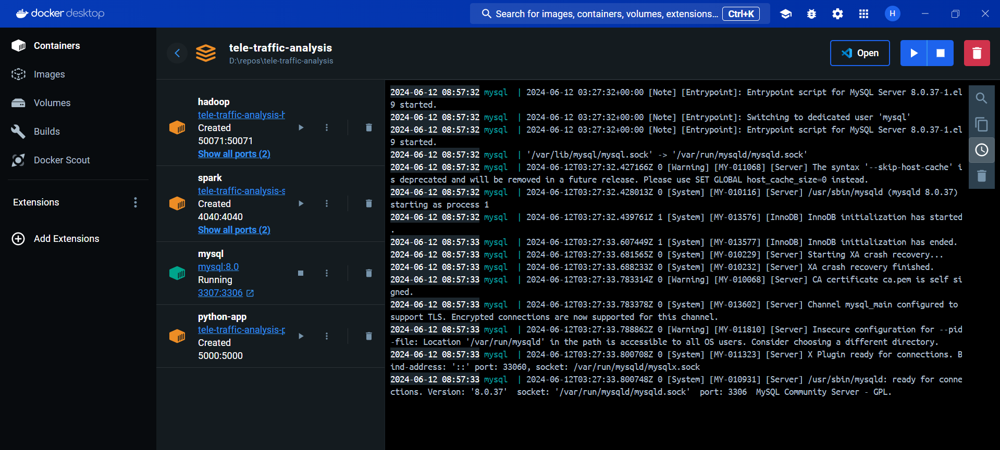 docker desktop
Search for images, containers, volumes, extensions... Ctrl+K
H
Containers
Images
Volumes
Builds
Docker Scout
Extensions
Add Extensions
tele-traffic-analysis
D:\repos\tele-traffic-analysis
Open
hadoop
tele-traffic-analysis-h
Created
50071:50071
Show all ports (2)
spark
tele-traffic-analysis-s
Created
4040:4040
Show all ports (2)
mysql
mysql:8.0
Running
3307:3306
python-app
tele-traffic-analysis-p
Created
5000:5000
2024-06-12 08:57:32 mysql | 2024-06-12 03:27:32+00:00 [Note] [Entrypoint]: Entrypoint script for MySQL Server 8.0.37-1.el
9 started.
2024-06-12 08:57:32 mysql | 2024-06-12 03:27:32+00:00 [Note] [Entrypoint]: Switching to dedicated user 'mysql'
2024-06-12 08:57:32 mysql | 2024-06-12 03:27:32+00:00 [Note] [Entrypoint]: Entrypoint script for MySQL Server 8.0.37-1.el
9 started.
2024-06-12 08:57:32 mysql | '/var/lib/mysql/mysql.sock' -> '/var/run/mysqld/mysqld.sock'
2024-06-12 08:57:32 mysql | 2024-06-12T03:27:32.427166Z 0 [Warning] [MY-011068] [Server] The syntax '--skip-host-cache' i
s deprecated and will be removed in a future release. Please use SET GLOBAL host_cache_size=0 instead.
2024-06-12 08:57:32 mysql | 2024-06-12T03:27:32.428013Z 0 [System] [MY-010116] [Server] /usr/sbin/mysqld (mysqld 8.0.37)
starting as process 1
2024-06-12 08:57:32 mysql | 2024-06-12T03:27:32.439761Z 1 [System] [MY-013576] [InnoDB] InnoDB initialization has started
.
2024-06-12 08:57:33 mysql | 2024-06-12T03:27:33.607449Z 1 [System] [MY-013577] [InnoDB] InnoDB initialization has ended.
2024-06-12 08:57:33 mysql | 2024-06-12T03:27:33.681565Z 0 [System] [MY-010229] [Server] Starting XA crash recovery...
2024-06-12 08:57:33 mysql | 2024-06-12T03:27:33.688233Z 0 [System] [MY-010232] [Server] XA crash recovery finished.
2024-06-12 08:57:33 mysql | 2024-06-12T03:27:33.783314Z 0 [Warning] [MY-010068] [Server] CA certificate ca.pem is self si
gned.
2024-06-12 08:57:33 mysql | 2024-06-12T03:27:33.783378Z 0 [System] [MY-013602] [Server] Channel mysql_main configured to
support TLS. Encrypted connections are now supported for this channel.
2024-06-12 08:57:33 mysql | 2024-06-12T03:27:33.788862Z 0 [Warning] [MY-011810] [Server] Insecure configuration for --pid
-file: Location '/var/run/mysqld' in the path is accessible to all OS users. Consider choosing a different directory.
2024-06-12 08:57:33 mysql | 2024-06-12T03:27:33.800708Z 0 [System] [MY-011323] [Server] X Plugin ready for connections. B
ind-address: '::' port: 33060, socket: /var/run/mysqld/mysqlx.sock
2024-06-12 08:57:33 mysql | 2024-06-12T03:27:33.800748Z 0 [System] [MY-010931] [Server] /usr/sbin/mysqld: ready for conne
ctions. Version: '8.0.37' socket: '/var/run/mysqld/mysqld.sock' port: 3306 MySQL Community Server - GPL.